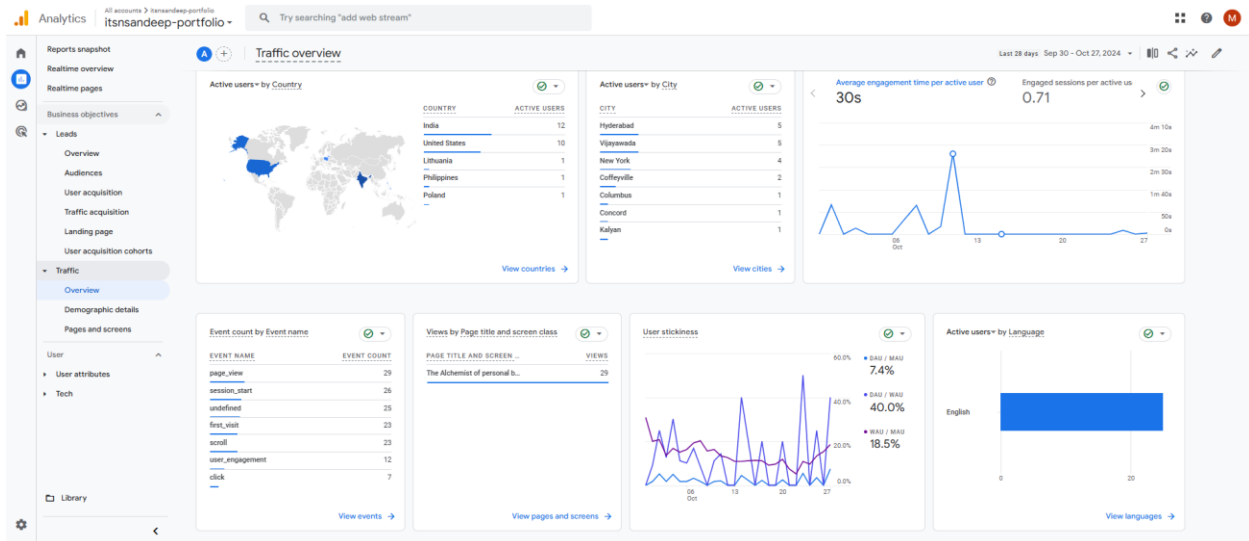 Analytics
All accounts > itsnsandeep-portfolio
itsnsandeep-portfolio
Try searching "add web stream"
M
Reports snapshot
Realtime overview
Realtime pages
Business objectives
Leads
Overview
Audiences
User acquisition
Traffic acquisition
Landing page
User acquisition cohorts
Traffic
Overview
Demographic details
Pages and screens
User
User attributes
Tech
Library
A
Traffic overview
Last 28 days Sep 30 - Oct 27, 2024
Active users by Country
COUNTRY ACTIVE USERS
India 12
United States 10
Lithuania 1
Philippines 1
Poland 1
View countries
Active users by City
CITY ACTIVE USERS
Hyderabad 5
Vijayawada 5
New York 4
Coffeyville 2
Columbus 1
Concord 1
Kalyan 1
View cities
Average engagement time per active user
30s
Engaged sessions per active us
0.71
4m 10s
3m 20s
2m 30s
1m 40s
50s
0s
06 13 20 27
Oct
Event count by Event name
EVENT NAME EVENT COUNT
page_view 29
session_start 26
undefined 25
first_visit 23
scroll 23
user_engagement 12
click 7
View events
Views by Page title and screen class
PAGE TITLE AND SCREEN ... VIEWS
The Alchemist of personal b... 29
View pages and screens
User stickiness
60.0%
40.0%
20.0%
0.0%
06 13 20 27
Oct
DAU / MAU
7.4%
DAU / WAU
40.0%
WAU / MAU
18.5%
Active users by Language
English
0 20
View languages